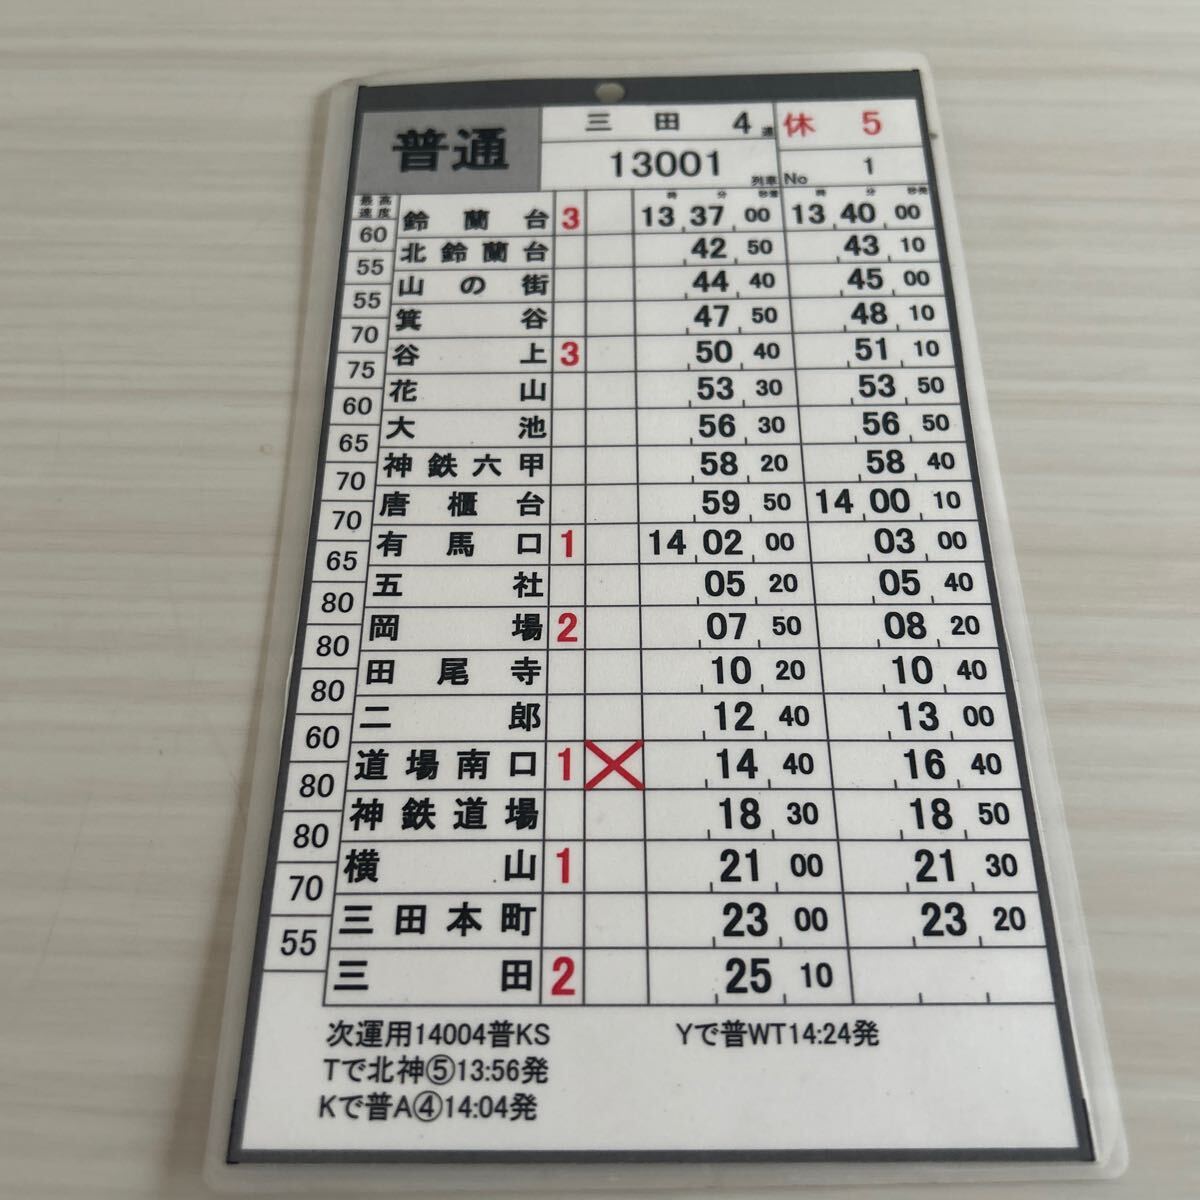 普通 三田 4連 休 5
13001 列車 No 1
最高速度 時 分 秒着 時 分 秒発
鈴蘭台 3 13 37 00 13 40 00
60
北鈴蘭台 42 50 43 10
55
山の街 44 40 45 00
55
箕谷 47 50 48 10
70
谷上 3 50 40 51 10
75
花山 53 30 53 50
60
大池 56 30 56 50
65
神鉄六甲 58 20 58 40
70
唐櫃台 59 50 14 00 10
70
有馬口 1 14 02 00 03 00
65
五社 05 20 05 40
80
岡場 2 07 50 08 20
80
田尾寺 10 20 10 40
80
二郎 12 40 13 00
60
道場南口 1 14 40 16 40
80
神鉄道場 18 30 18 50
80
横山 1 21 00 21 30
70
三田本町 23 00 23 20
55
三田 2 25 10
次運用14004普KS Yで普WT14:24発
Tで北神⑤13:56発
Kで普A④14:04発